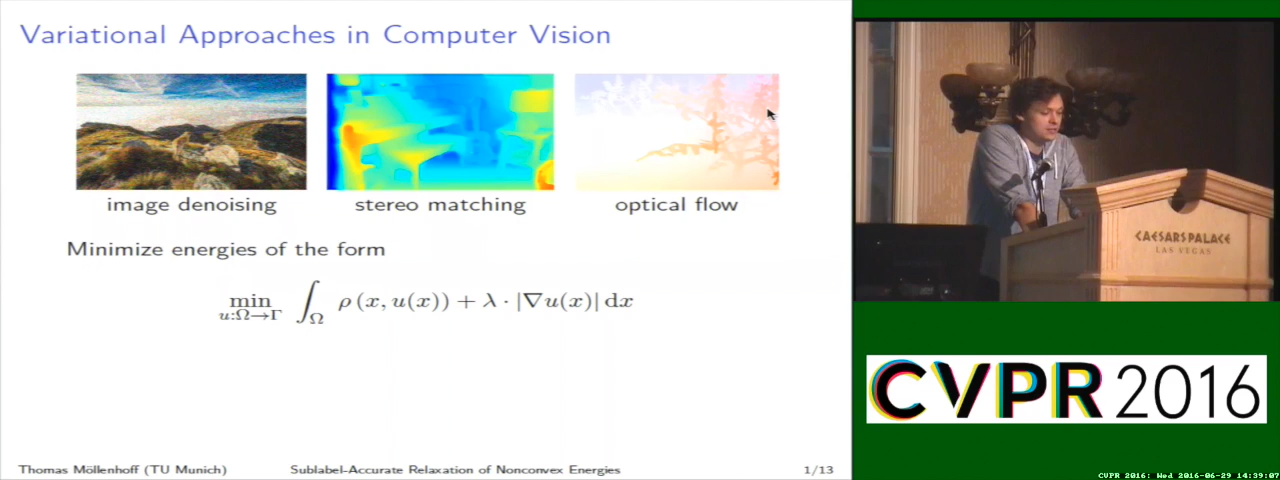 Variational Approaches in Computer Vision
image denoising
stereo matching
optical flow
Minimize energies of the form
min ∫_Ω ρ (x, u(x)) + λ · |∇u(x)| dx
u:Ω→Γ
Thomas Möllenhoff (TU Munich)
Sublabel-Accurate Relaxation of Nonconvex Energies
1/13
CAESARS PALACE
LAS VEGAS
CVPR 2016
CVPR 2016: Wed 2016-06-29 14:39:07